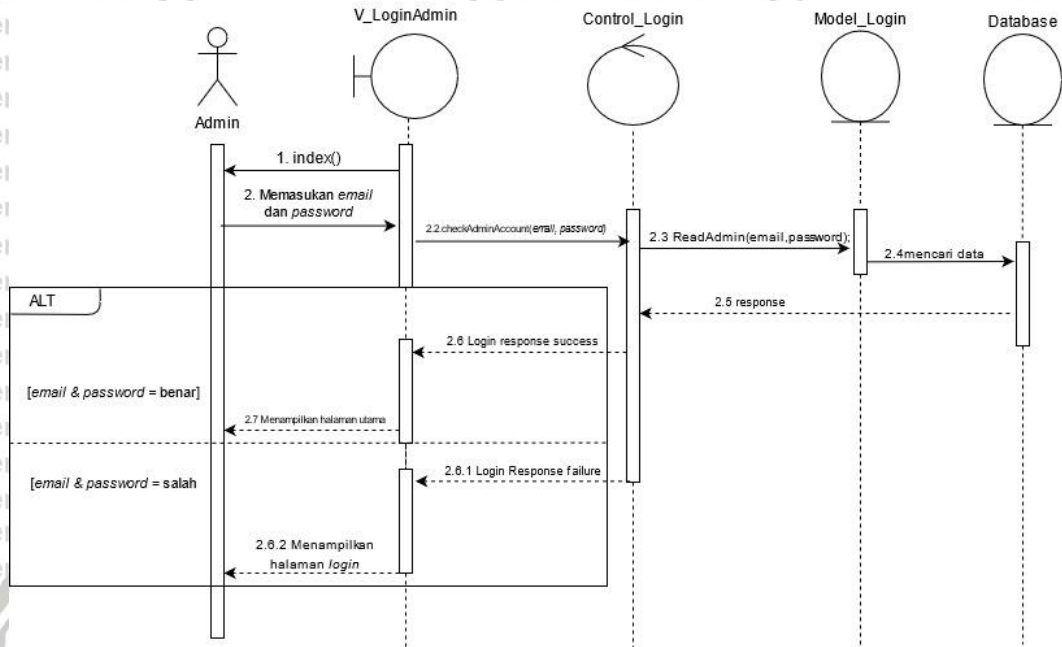 V_LoginAdmin
Control_Login
Model_Login
Database
Admin
1. index()
2. Memasukan email
dan password
2.2.checkAdminAccount(email, password)
2.3 ReadAdmin(email,password);
2.4mencari data
ALT
2.5 response
2.6 Login response success
[email & password = benar]
2.7 Menampilkan halaman utama
2.6.1 Login Response failure
[email & password = salah
2.6.2 Menampilkan
halaman login